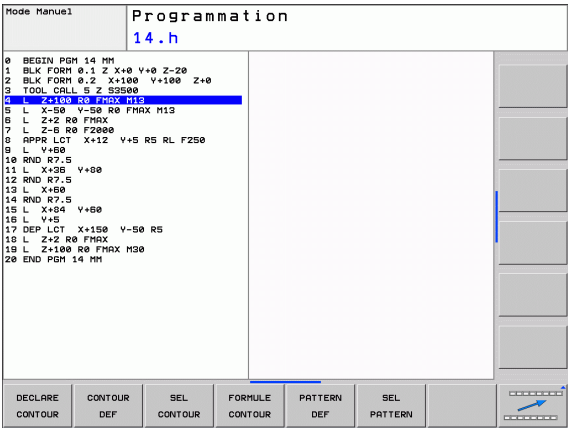 Mode Manuel
Programmation
14.h
0 BEGIN PGM 14 MM
1 BLK FORM 0.1 Z X+0 Y+0 Z-20
2 BLK FORM 0.2 X+100 Y+100 Z+0
3 TOOL CALL 5 Z S3500
4 L Z+100 R0 FMAX M13
5 L X-50 Y-50 R0 FMAX M13
6 L Z+2 R0 FMAX
7 L Z-6 R0 F2000
8 APPR LCT X+12 Y+5 R5 RL F250
9 L Y+60
10 RND R7.5
11 L X+36 Y+80
12 RND R7.5
13 L X+60
14 RND R7.5
15 L X+84 Y+60
16 L Y+5
17 DEP LCT X+150 Y-50 R5
18 L Z+2 R0 FMAX
19 L Z+100 R0 FMAX M30
20 END PGM 14 MM
DECLARE CONTOUR
CONTOUR DEF
SEL CONTOUR
FORMULE CONTOUR
PATTERN DEF
SEL PATTERN